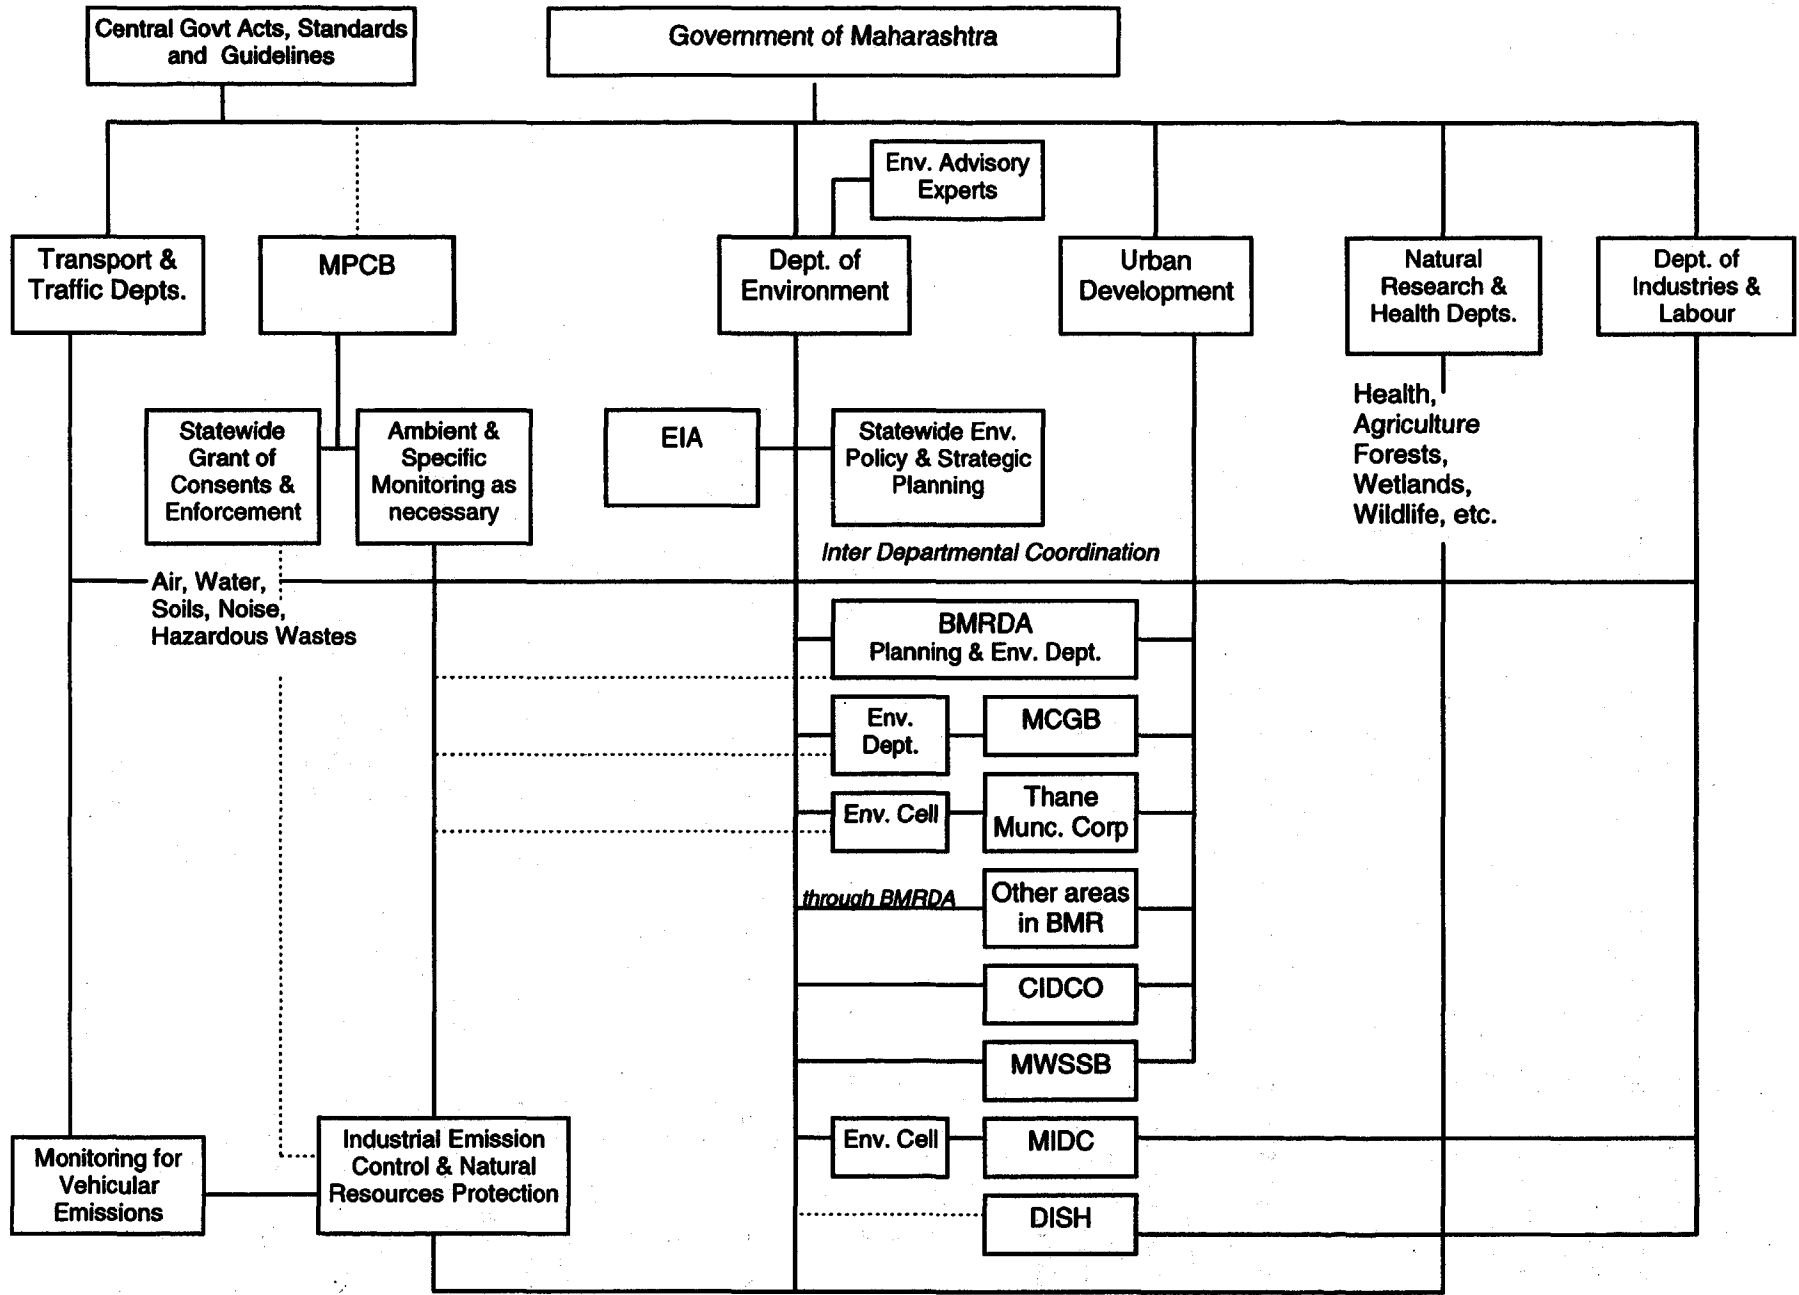 Central Govt Acts, Standards
and Guidelines
Government of Maharashtra
Env. Advisory
Experts
Transport &
Traffic Depts.
MPCB
Dept. of
Environment
Urban
Development
Natural
Research &
Health Depts.
Dept. of
Industries &
Labour
Statewide
Grant of
Consents &
Enforcement
Ambient &
Specific
Monitoring as
necessary
EIA
Statewide Env.
Policy & Strategic
Planning
Health,
Agriculture
Forests,
Wetlands,
Wildlife, etc.
Inter Departmental Coordination
Air, Water,
Soils, Noise,
Hazardous Wastes
BMRDA
Planning & Env. Dept.
Env.
Dept.
MCGB
Env. Cell
Thane
Munc. Corp
through BMRDA
Other areas
in BMR
CIDCO
MWSSB
Env. Cell
MIDC
DISH
Monitoring for
Vehicular
Emissions
Industrial Emission
Control & Natural
Resources Protection